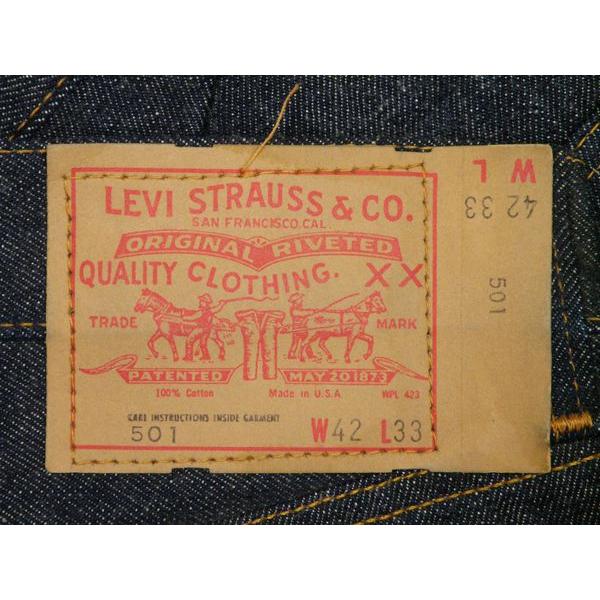 LEVI STRAUSS & CO.
SAN FRANCISCO, CAL.
ORIGINAL RIVETED
QUALITY CLOTHING. XX
TRADE MARK
PATENTED MAY 20 1873
100% Cotton Made in U.S.A WPL 423
CARE INSTRUCTIONS INSIDE GARMENT
501 W42 L33
W L
42 33
501